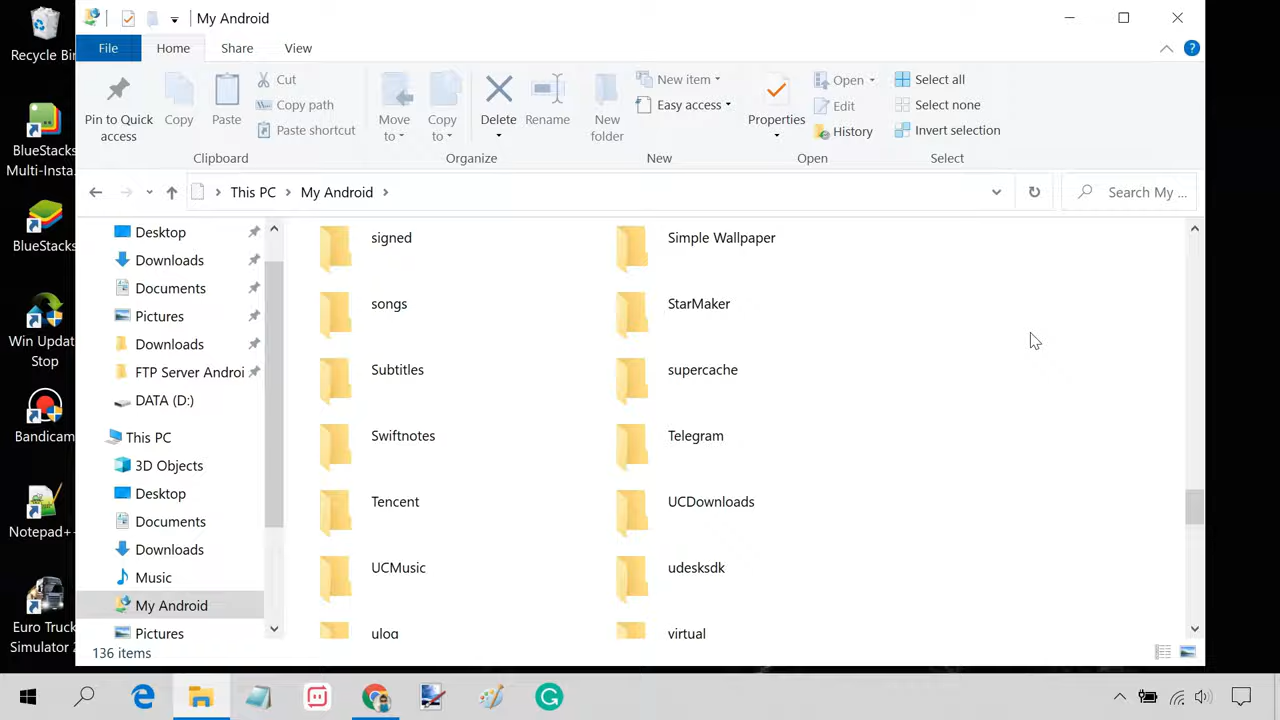 My Android
File
Home
Share
View
Pin to Quick
access
Copy
Paste
Cut
Copy path
Paste shortcut
Clipboard
Move
to
Copy
to
Delete
Rename
Organize
New
folder
New item
Easy access
New
Properties
Open
Edit
History
Open
Select all
Select none
Invert selection
Select
This PC
My Android
Search My ...
Desktop
Downloads
Documents
Pictures
Downloads
FTP Server Androi
DATA (D:)
This PC
3D Objects
Desktop
Documents
Downloads
Music
My Android
Pictures
signed
Simple Wallpaper
songs
StarMaker
Subtitles
supercache
Swiftnotes
Telegram
Tencent
UCDownloads
UCMusic
udesksdk
ulog
virtual
136 items
Recycle Bin
BlueStacks
Multi-Insta...
BlueStacks
Win Updat
Stop
Bandicam
Notepad++
Euro Truck
Simulator 2